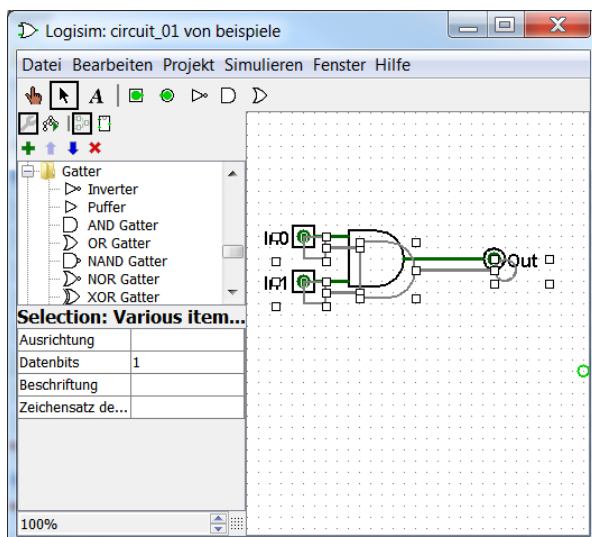 Logisim: circuit_01 von beispiele
Datei Bearbeiten Projekt Simulieren Fenster Hilfe
A
Gatter
Inverter
Puffer
AND Gatter
OR Gatter
NAND Gatter
NOR Gatter
XOR Gatter
Selection: Various item...
Ausrichtung
Datenbits 1
Beschriftung
Zeichensatz de...
100%
In0
In1
Out